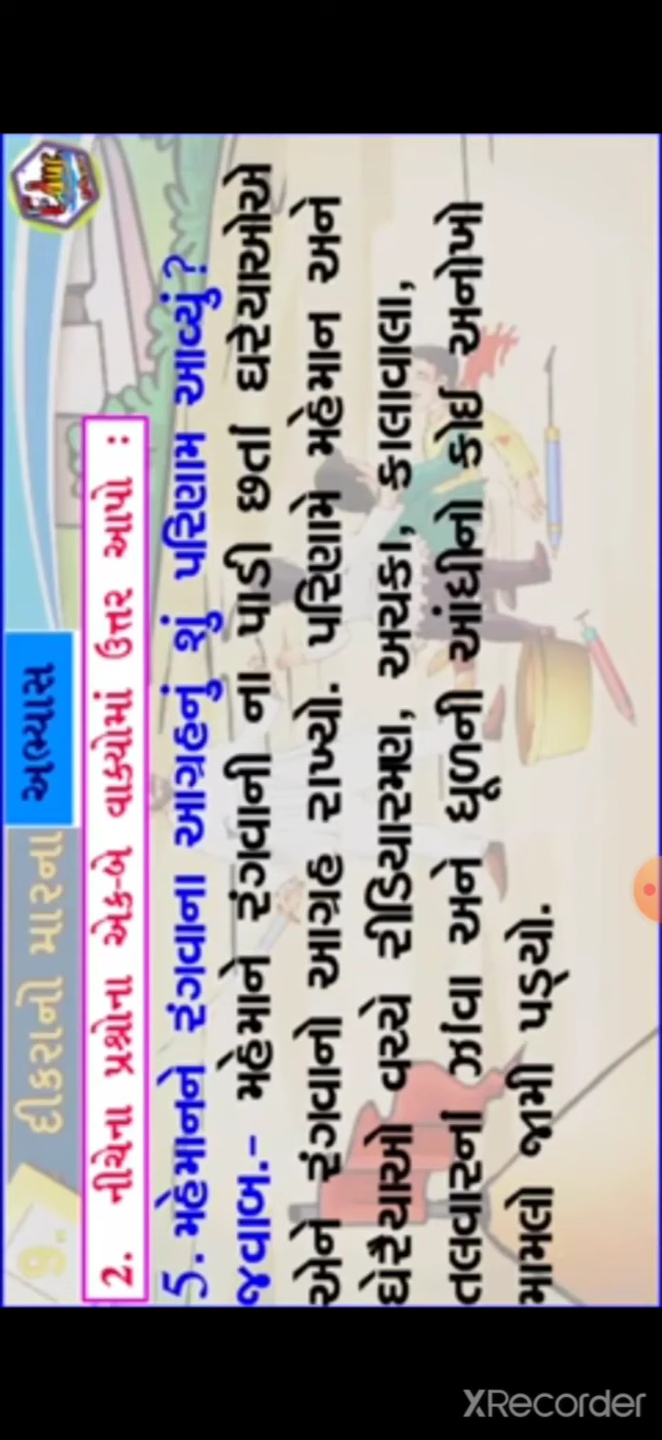 9. દીકરાનો મારનાર
અભ્યાસ
2. નીચેના પ્રશ્નોના એક-બે વાક્યોમાં ઉત્તર આપો :
5. મહેમાનને રંગવાના આગ્રહનું શું પરિણામ આવ્યું?
જવાબ.- મહેમાને રંગવાની ના પાડી છતાં ઘરૈયાઓએ
એને રંગવાનો આગ્રહ રાખ્યો. પરિણામે મહેમાન અને
ઘેરૈયાઓ વચ્ચે રીડિયારમણ, અચકા, કાલાવાલા,
તલવારનાં ઝાંવા અને ધૂળની આંધીનો કોઈ અનોખો
મામલો જામી પડ્યો.
XRecorder